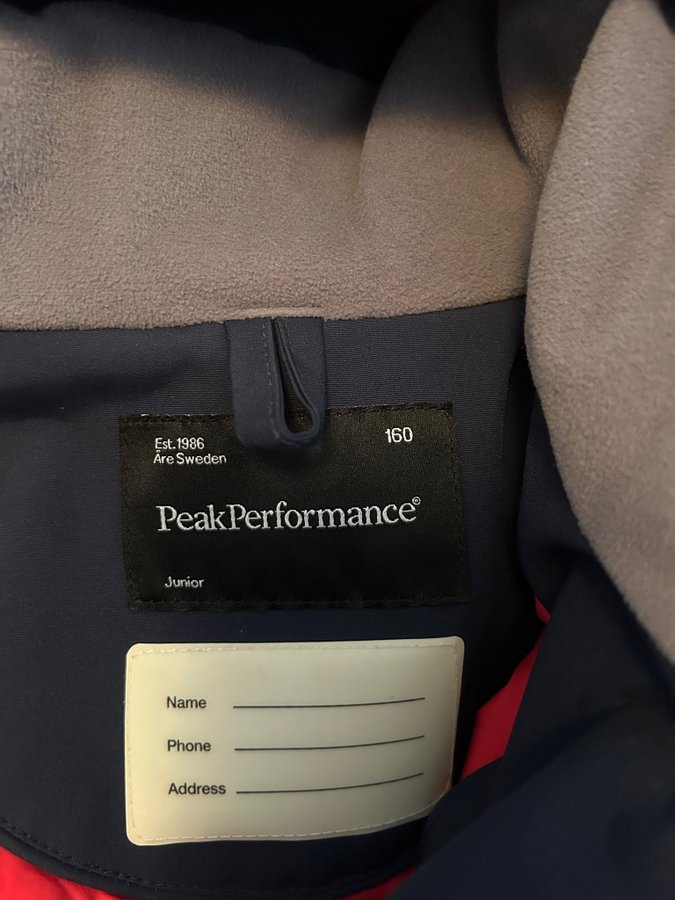 Est.1986
Åre Sweden
160
PeakPerformance®
Junior
Name
Phone
Address